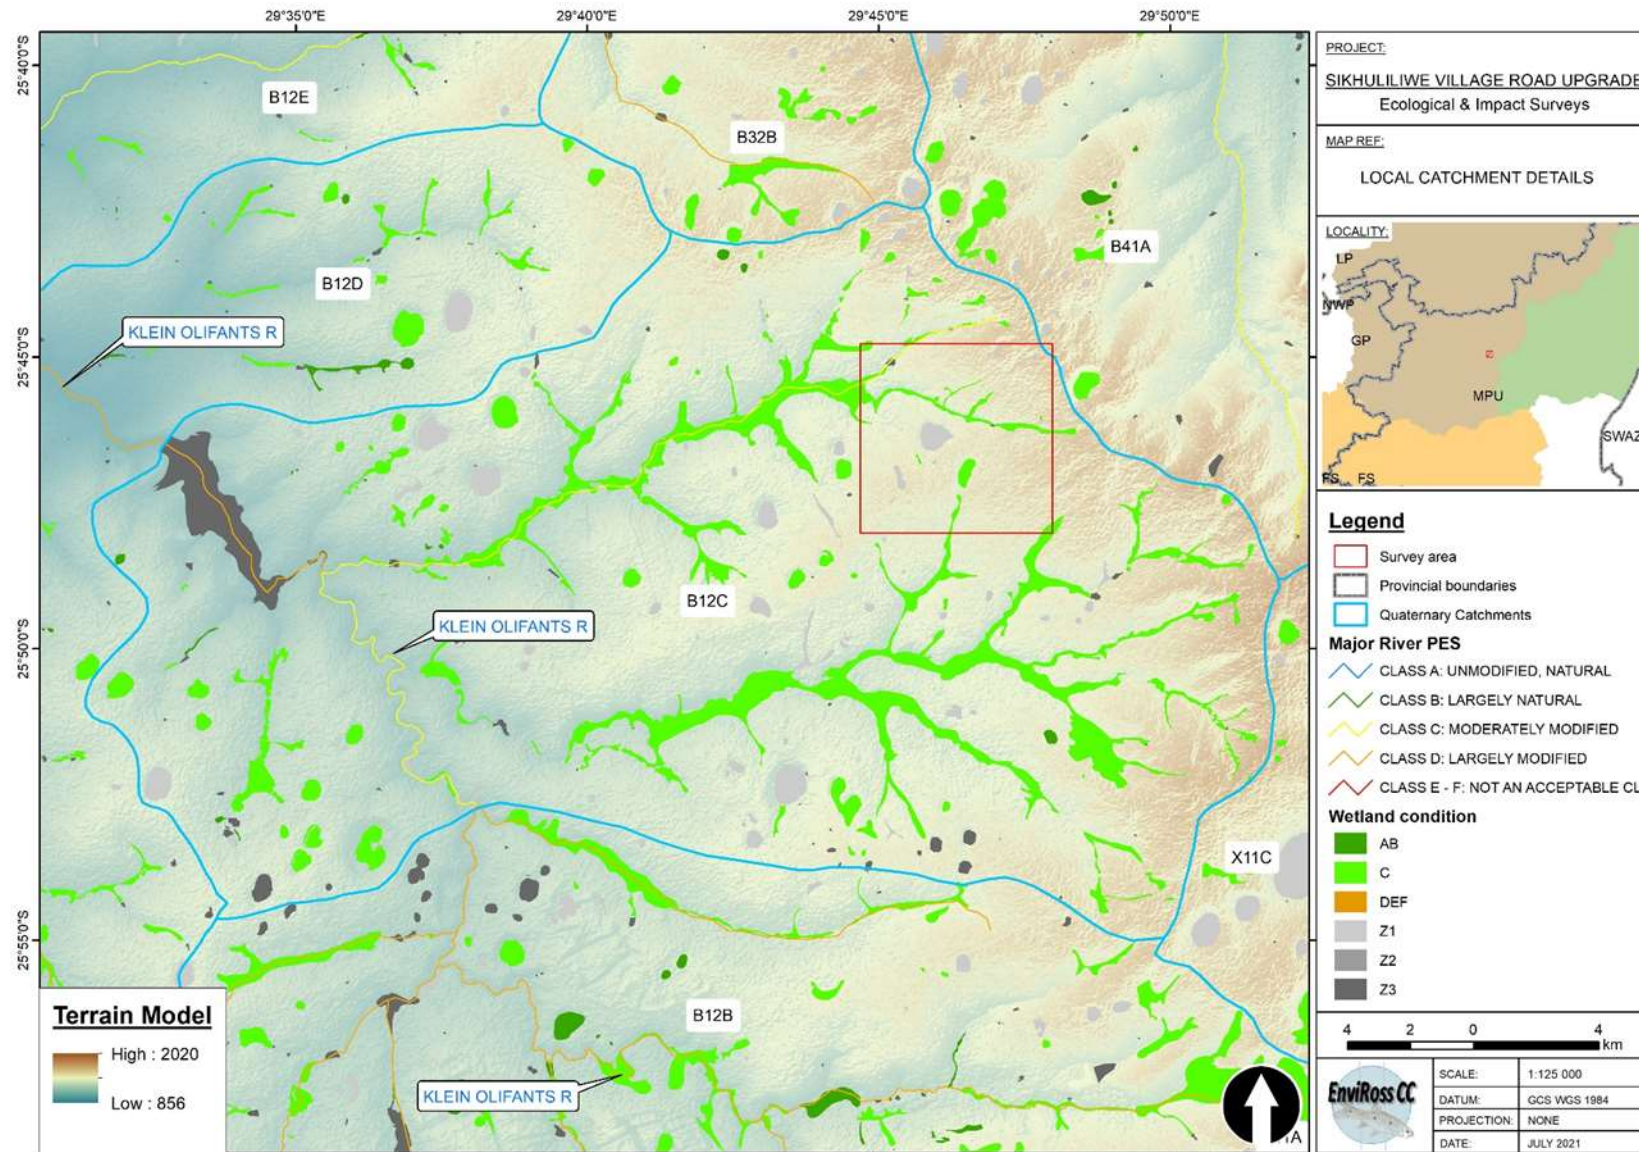 29°35'0"E
29°40'0"E
29°45'0"E
29°50'0"E
25°40'0"S
25°45'0"S
25°50'0"S
25°55'0"S
B12E
B32B
B41A
B12D
KLEIN OLIFANTS R
B12C
KLEIN OLIFANTS R
X11C
B12B
KLEIN OLIFANTS R
Terrain Model
High : 2020
Low : 856
PROJECT:
SIKHULILIWE VILLAGE ROAD UPGRADE
Ecological & Impact Surveys
MAP REF:
LOCAL CATCHMENT DETAILS
LOCALITY:
LP
NWP
GP
MPU
SWAZ
FS FS
Legend
Survey area
Provincial boundaries
Quaternary Catchments
Major River PES
CLASS A: UNMODIFIED, NATURAL
CLASS B: LARGELY NATURAL
CLASS C: MODERATELY MODIFIED
CLASS D: LARGELY MODIFIED
CLASS E - F: NOT AN ACCEPTABLE CL
Wetland condition
AB
C
DEF
Z1
Z2
Z3
4 2 0 4
km
EnviRoss CC
SCALE: 1:125 000
DATUM: GCS WGS 1984
PROJECTION: NONE
DATE: JULY 2021